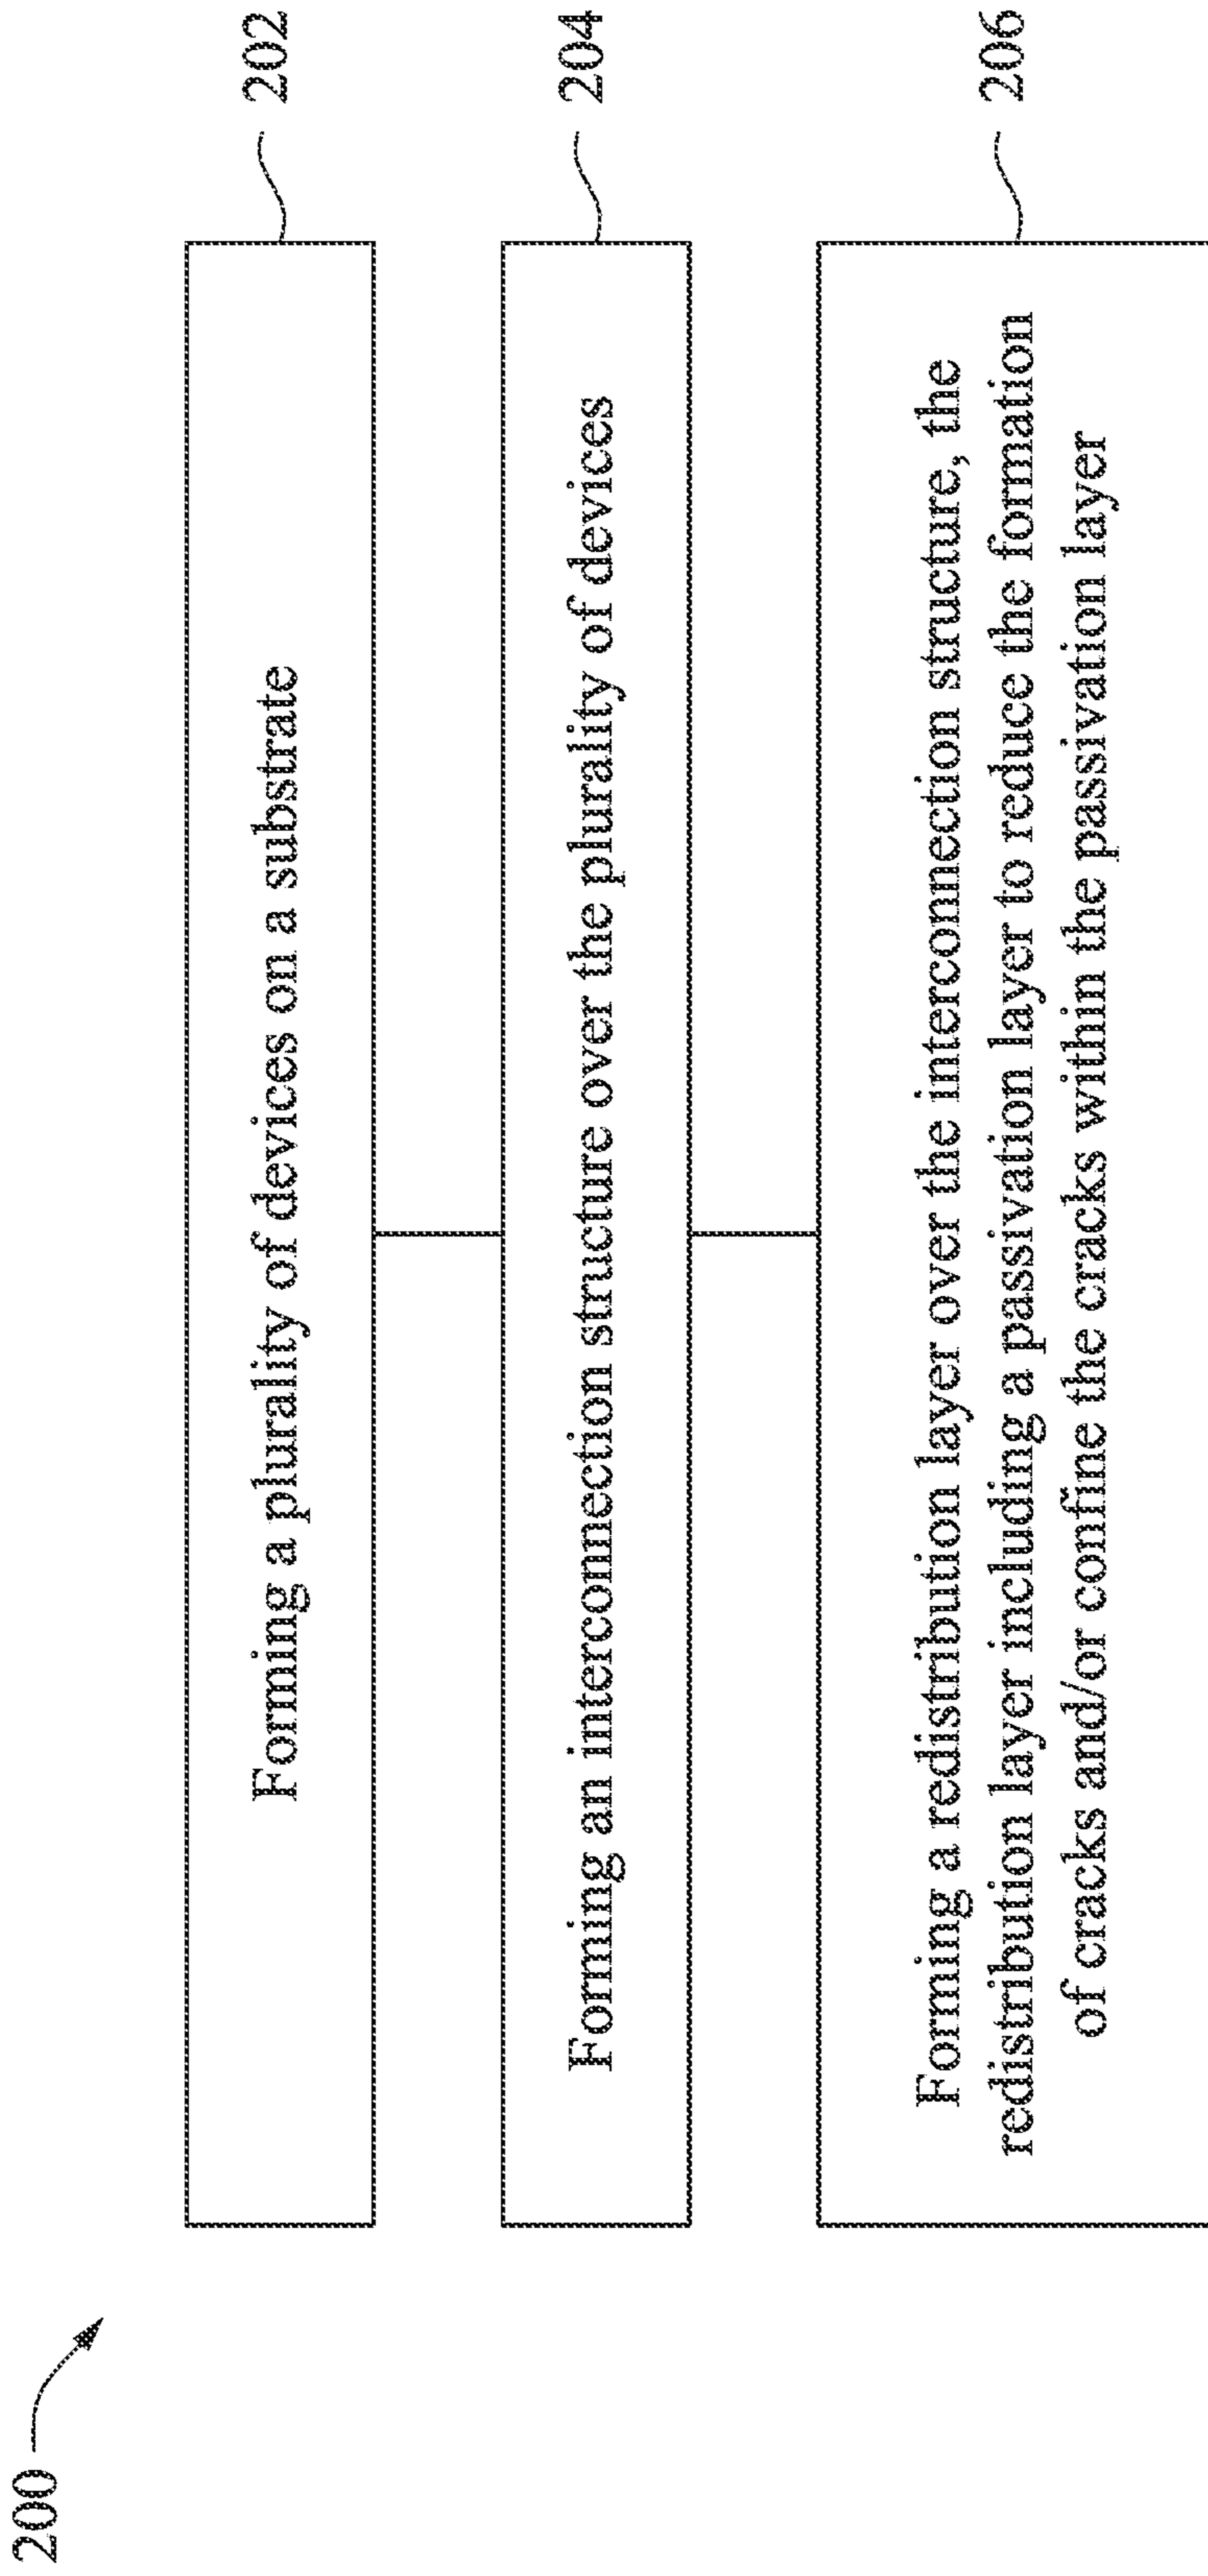 200
Forming a plurality of devices on a substrate
202
Forming an interconnection structure over the plurality of devices
204
Forming a redistribution layer over the interconnection structure, the
redistribution layer including a passivation layer to reduce the formation
of cracks and/or confine the cracks within the passivation layer
206